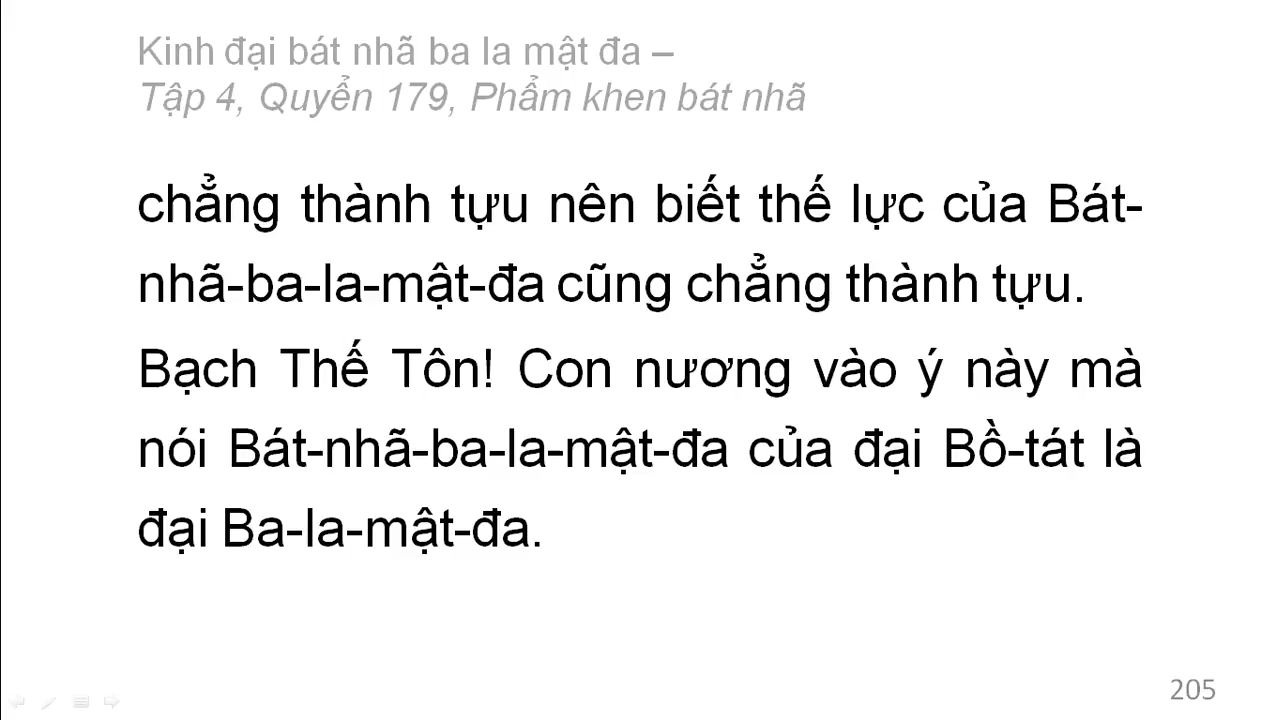 Kinh đại bát nhã ba la mật đa –
Tập 4, Quyển 179, Phẩm khen bát nhã
chẳng thành tựu nên biết thế lực của Bát-
nhã-ba-la-mật-đa cũng chẳng thành tựu.
Bạch Thế Tôn! Con nương vào ý này mà
nói Bát-nhã-ba-la-mật-đa của đại Bồ-tát là
đại Ba-la-mật-đa.
205